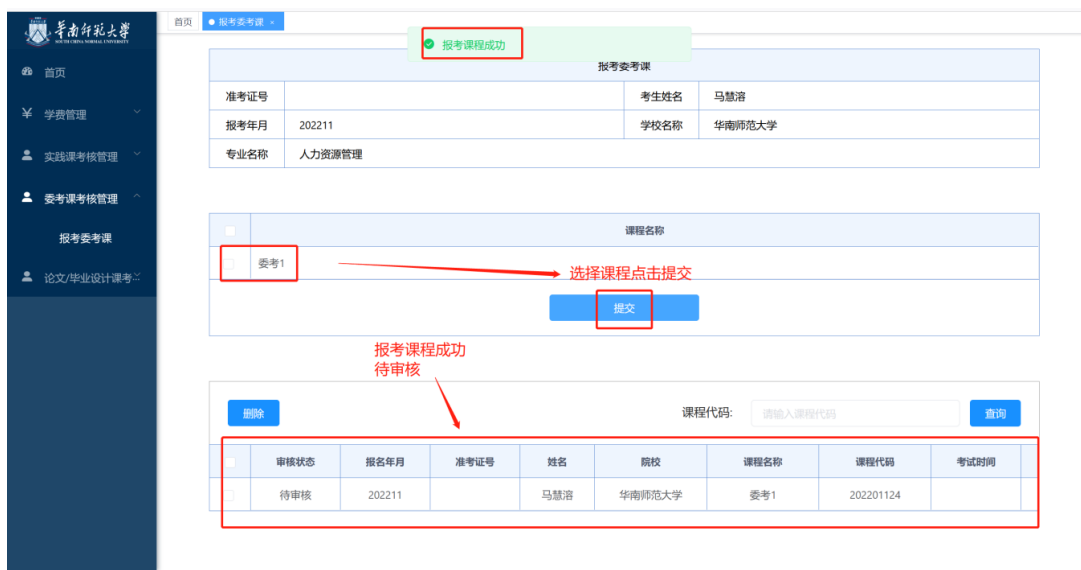 华南师范大学
SOUTH CHINA NORMAL UNIVERSITY
首页
学费管理
实践课考核管理
委考课考核管理
报考委考课
论文/毕业设计课考...
首页 报考委考课 ×
报考课程成功
报考委考课
准考证号 考生姓名 马慧溶
报考年月 202211 学校名称 华南师范大学
专业名称 人力资源管理
课程名称
委考1
选择课程点击提交
提交
报考课程成功
待审核
删除 课程代码: 请输入课程代码 查询
审核状态 报名年月 准考证号 姓名 院校 课程名称 课程代码 考试时间
待审核 202211 马慧溶 华南师范大学 委考1 202201124